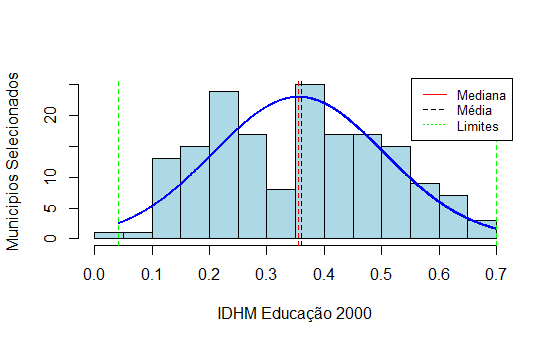 Municípios Selecionados
20
10
5
0
Mediana
Média
Limites
0.0 0.1 0.2 0.3 0.4 0.5 0.6 0.7
IDHM Educação 2000